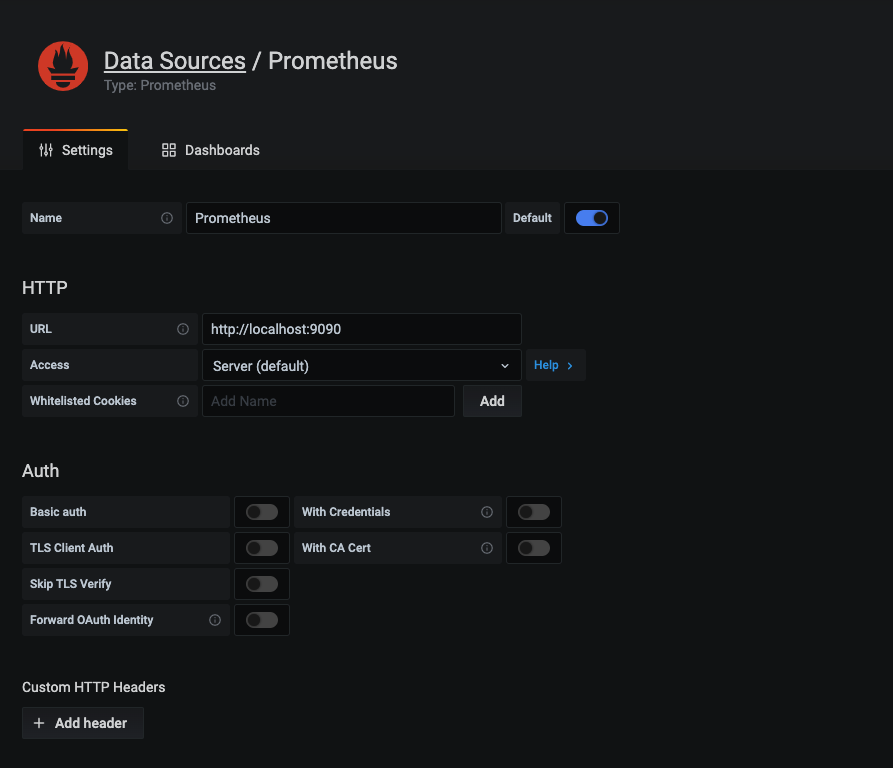 Data Sources / Prometheus
Type: Prometheus
Settings
Dashboards
Name
Prometheus
Default
HTTP
URL
http://localhost:9090
Access
Server (default)
Help
Whitelisted Cookies
Add Name
Add
Auth
Basic auth
With Credentials
TLS Client Auth
With CA Cert
Skip TLS Verify
Forward OAuth Identity
Custom HTTP Headers
+ Add header